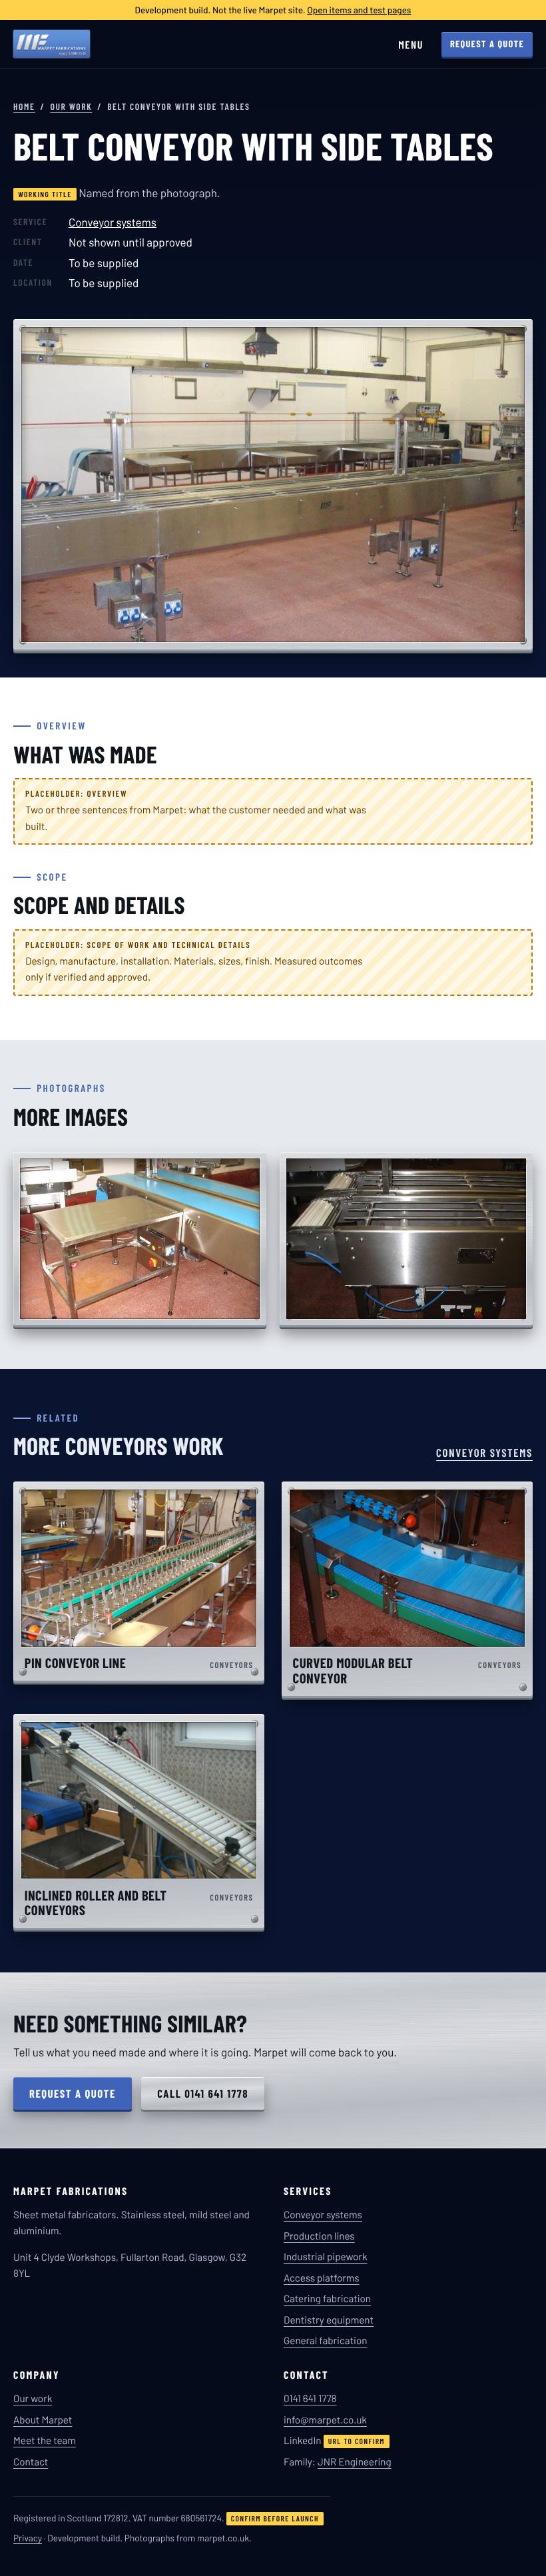 Development build. Not the live Marpet site. Open items and test pages
MF MARPET FABRICATIONS
MENU
REQUEST A QUOTE
HOME / OUR WORK / BELT CONVEYOR WITH SIDE TABLES
BELT CONVEYOR WITH SIDE TABLES
WORKING TITLE Named from the photograph.
SERVICE Conveyor systems
CLIENT Not shown until approved
DATE To be supplied
LOCATION To be supplied
OVERVIEW
WHAT WAS MADE
PLACEHOLDER: OVERVIEW
Two or three sentences from Marpet: what the customer needed and what was
built.
SCOPE
SCOPE AND DETAILS
PLACEHOLDER: SCOPE OF WORK AND TECHNICAL DETAILS
Design, manufacture, installation. Materials, sizes, finish. Measured outcomes
only if verified and approved.
PHOTOGRAPHS
MORE IMAGES
RELATED
MORE CONVEYORS WORK
CONVEYOR SYSTEMS
PIN CONVEYOR LINE
CONVEYORS
CURVED MODULAR BELT
CONVEYOR
CONVEYORS
INCLINED ROLLER AND BELT
CONVEYORS
CONVEYORS
NEED SOMETHING SIMILAR?
Tell us what you need made and where it is going. Marpet will come back to you.
REQUEST A QUOTE
CALL 0141 641 1778
MARPET FABRICATIONS
Sheet metal fabricators. Stainless steel, mild steel and
aluminium.
Unit 4 Clyde Workshops, Fullarton Road, Glasgow, G32
8YL
SERVICES
Conveyor systems
Production lines
Industrial pipework
Access platforms
Catering fabrication
Dentistry equipment
General fabrication
COMPANY
Our work
About Marpet
Meet the team
Contact
CONTACT
0141 641 1778
info@marpet.co.uk
LinkedIn URL TO CONFIRM
Family: JNR Engineering
Registered in Scotland 172812. VAT number 680561724. CONFIRM BEFORE LAUNCH
Privacy · Development build. Photographs from marpet.co.uk.